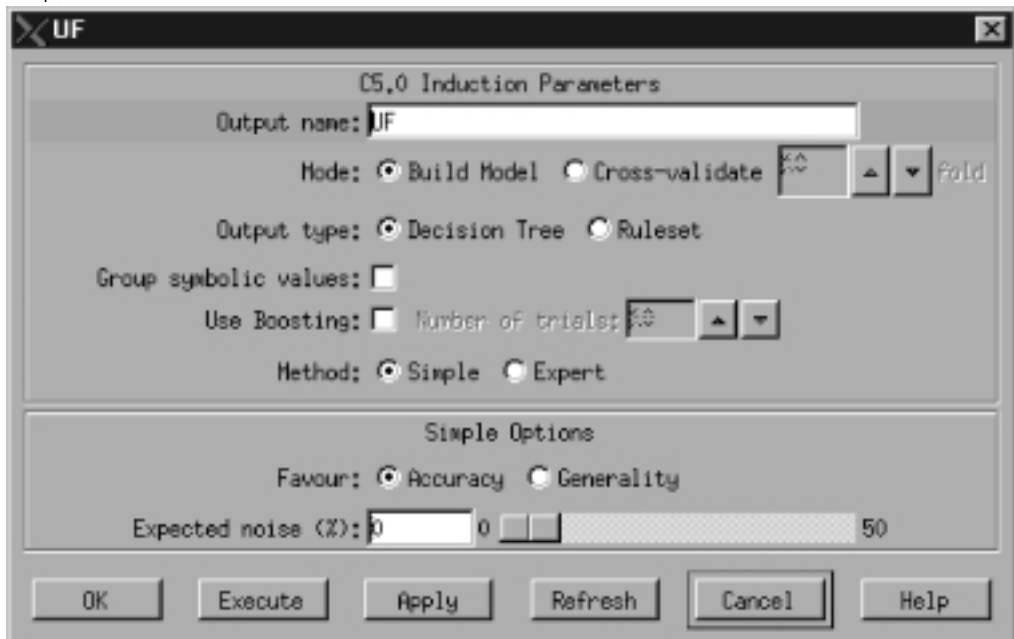 UF
C5.0 Induction Parameters
Output name: UF
Mode: Build Model Cross-validate fold
Output type: Decision Tree Ruleset
Group symbolic values:
Use Boosting: Number of trials:
Method: Simple Expert
Simple Options
Favour: Accuracy Generality
Expected noise (%): 0 0 50
OK Execute Apply Refresh Cancel Help